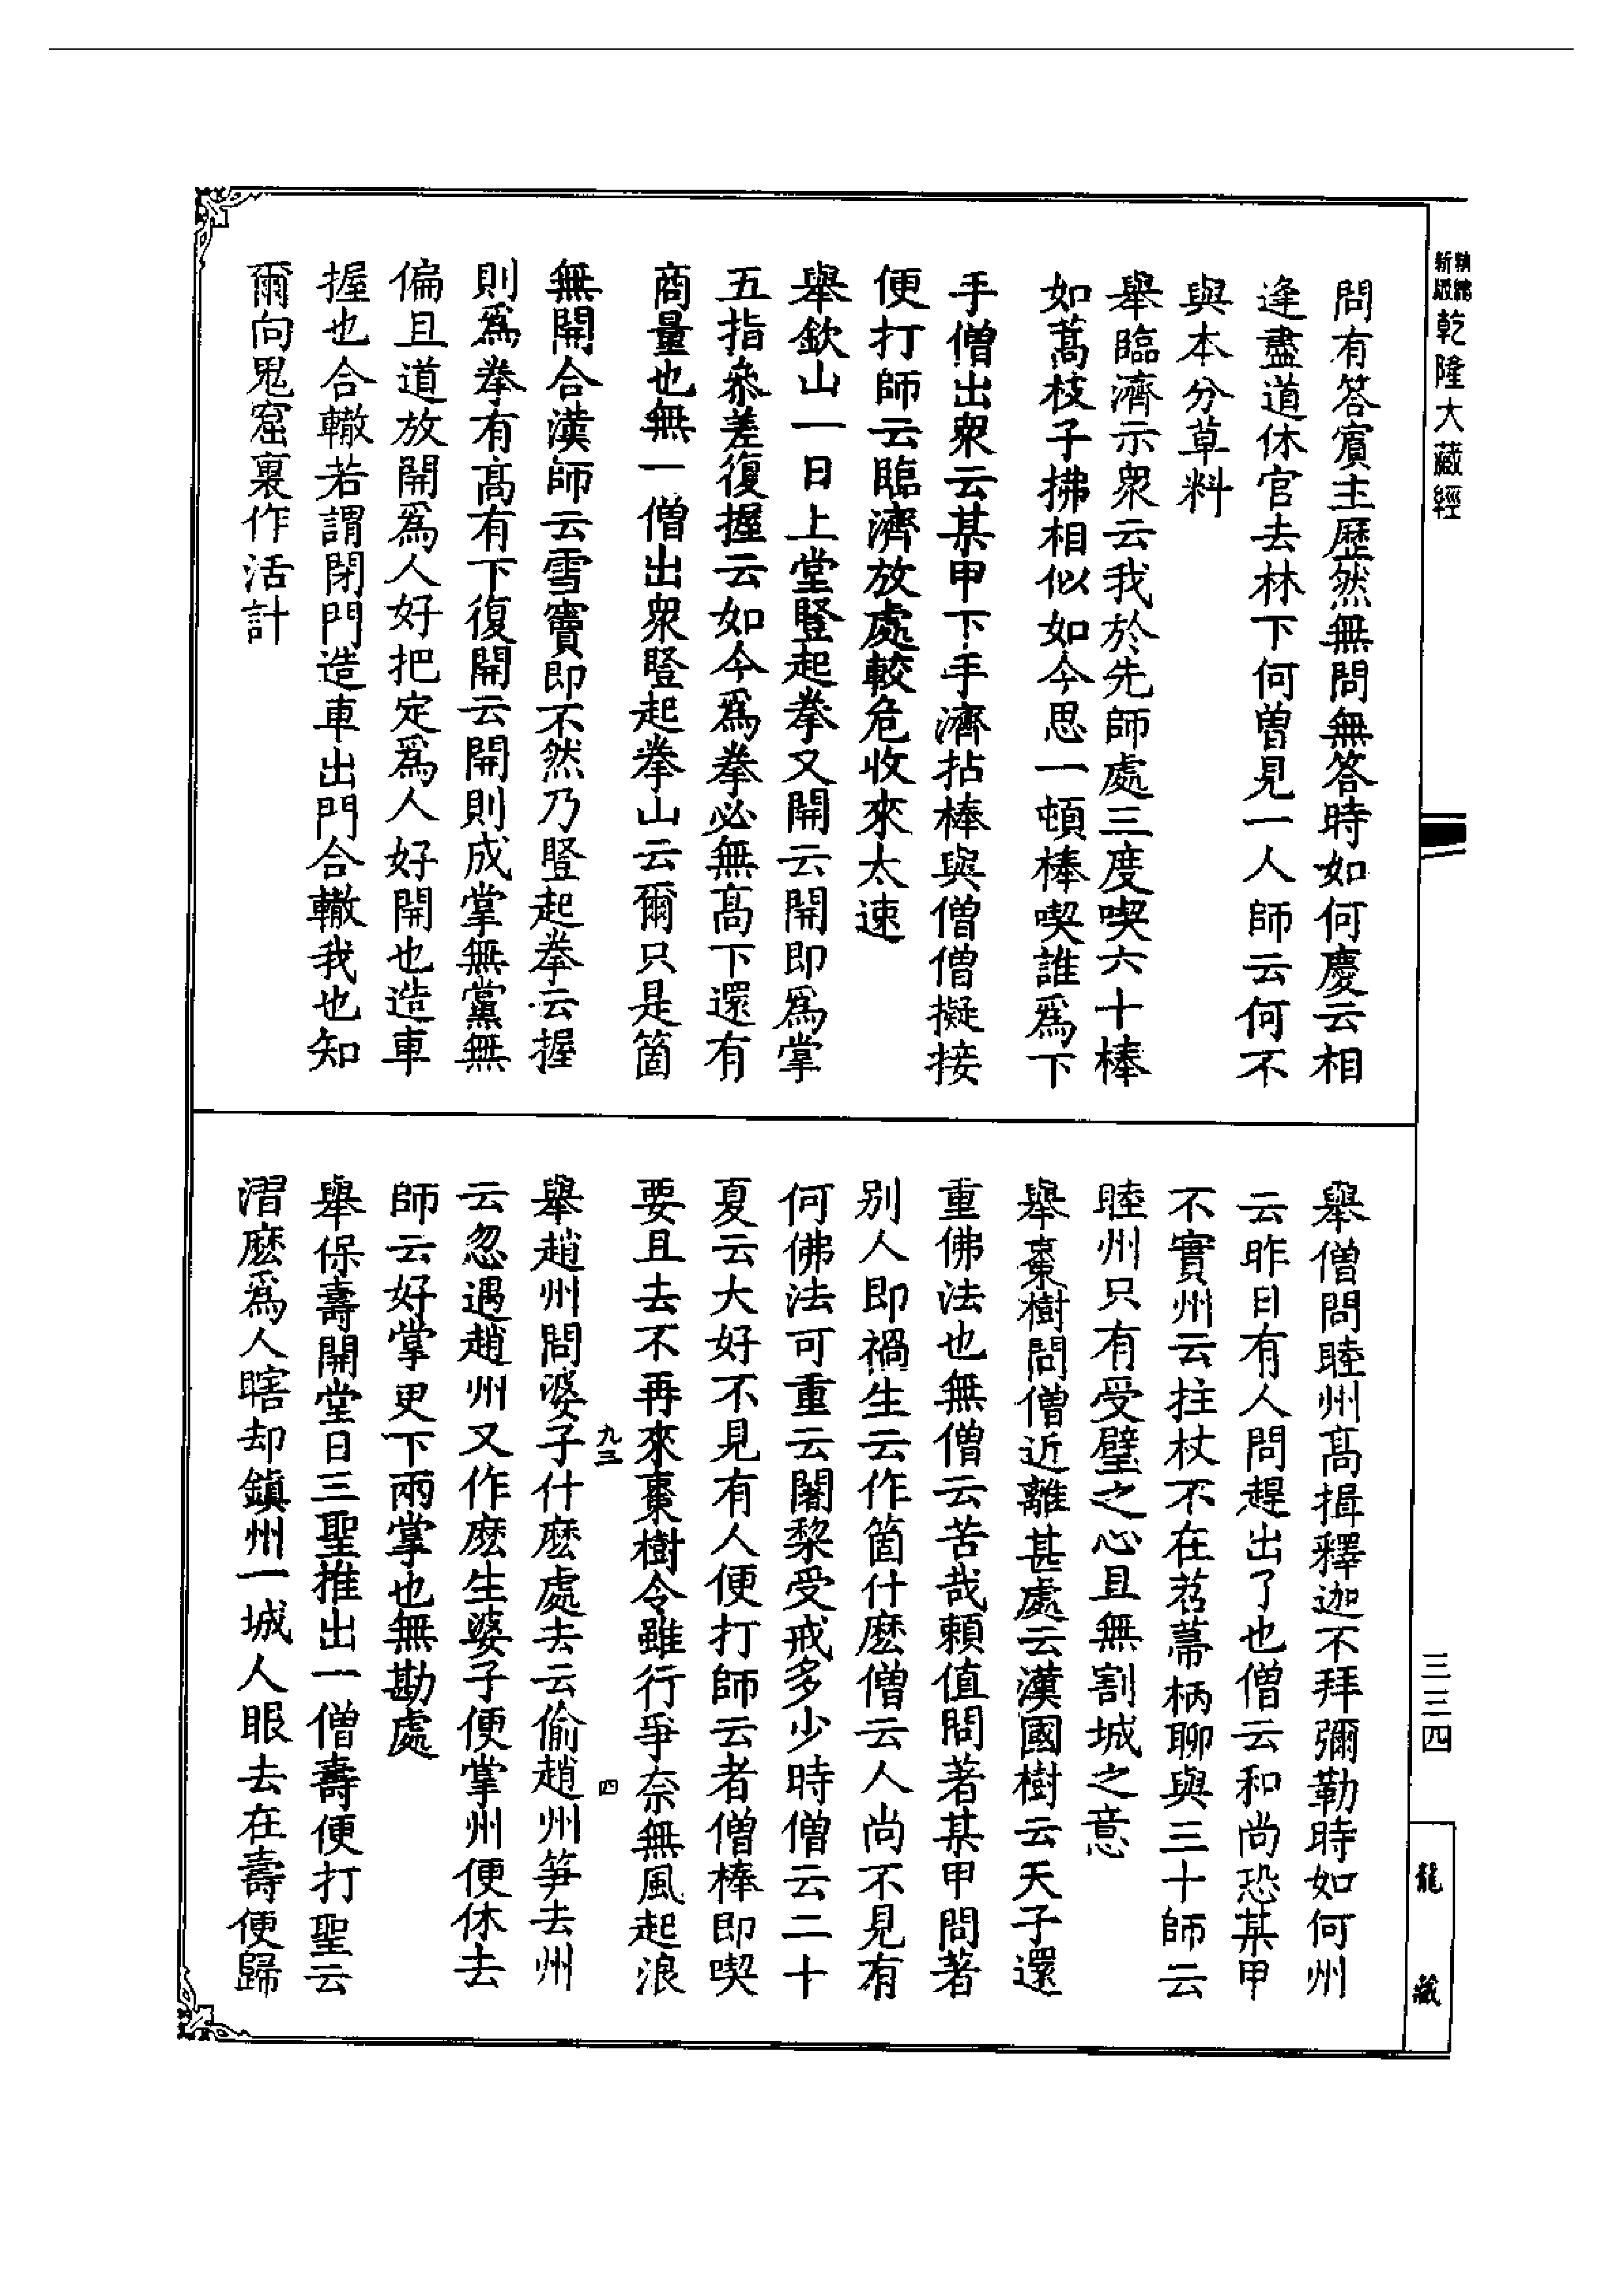 精編
新版
乾隆大藏經
問有答賓主歷然無問無答時如何慶云相
逢盡道休官去林下何曾見一人師云何不
與本分草料
舉臨濟示衆云我於先師處三度喫六十棒
如蒿枝子拂相似如今思一頓棒喫誰爲下
手僧出衆云某甲下手濟拈棒與僧僧擬接
便打師云臨濟放處較危收來太速
舉欽山一日上堂竪起拳又開云開即爲掌
五指叅差復握云如今爲拳必無高下還有
商量也無一僧出衆竪起拳山云爾只是箇
無開合漢師云雪竇即不然乃竪起拳云握
則爲拳有高有下復開云開則成掌無黨無
偏且道放開爲人好把定爲人好開也造車
握也合轍若謂閉門造車出門合轍我也知
爾向鬼窟裏作活計
三三四
龍藏
舉僧問睦州高揖釋迦不拜彌勒時如何州
云昨日有人問趕出了也僧云和尚恐某甲
不實州云拄杖不在苕菷柄聊與三十師云
睦州只有受璧之心且無割城之意
舉棗樹問僧近離甚處云漢國樹云天子還
重佛法也無僧云苦哉賴值問著某甲問著
別人即禍生云作箇什麽僧云人尚不見有
何佛法可重云闍黎受戒多少時僧云二十
夏云大好不見有人便打師云者僧棒即喫
要且去不再來棗樹令雖行爭奈無風起浪
九三
四
舉趙州問婆子什麽處去云偷趙州笋去州
云忽遇趙州又作麽生婆子便掌州便休去
師云好掌更下兩掌也無勘處
舉保壽開堂日三聖推出一僧壽便打聖云
㴘麽爲人瞎却鎮州一城人眼去在壽便歸